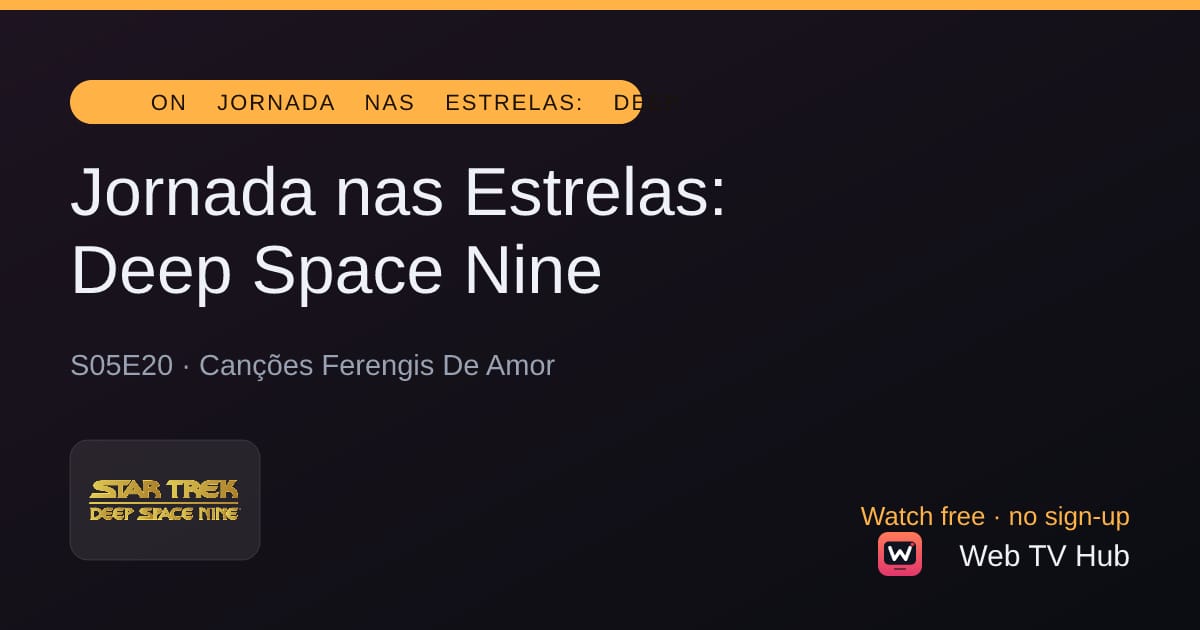 ON JORNADA NAS ESTRELAS: DEEP
Jornada nas Estrelas:
Deep Space Nine
S05E20 · Canções Ferengis De Amor
STAR TREK
DEEP SPACE NINE
Watch free · no sign-up
W
Web TV Hub